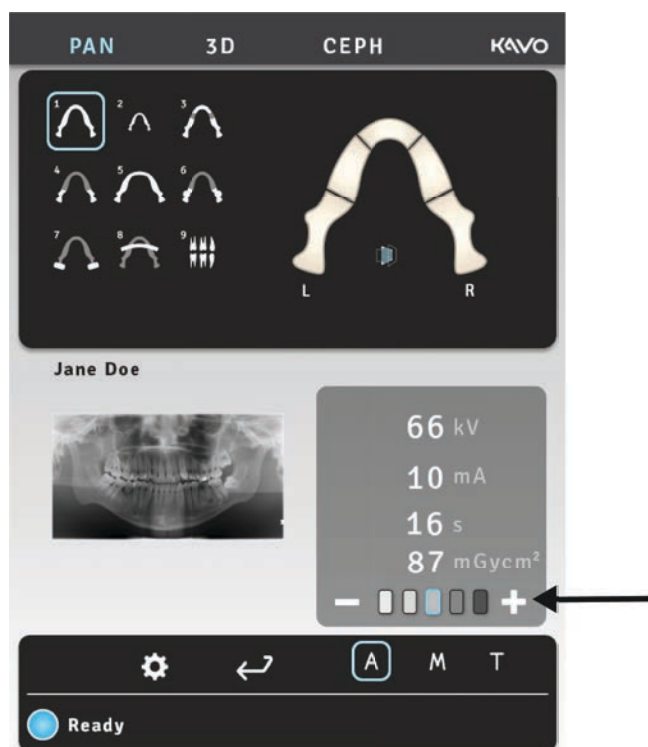 PAN 3D CEPH KAVO
1 2 3
4 5 6
7 8 9
L R
Jane Doe
66 kV
10 mA
16 s
87 mGycm²
− +
A M T
Ready